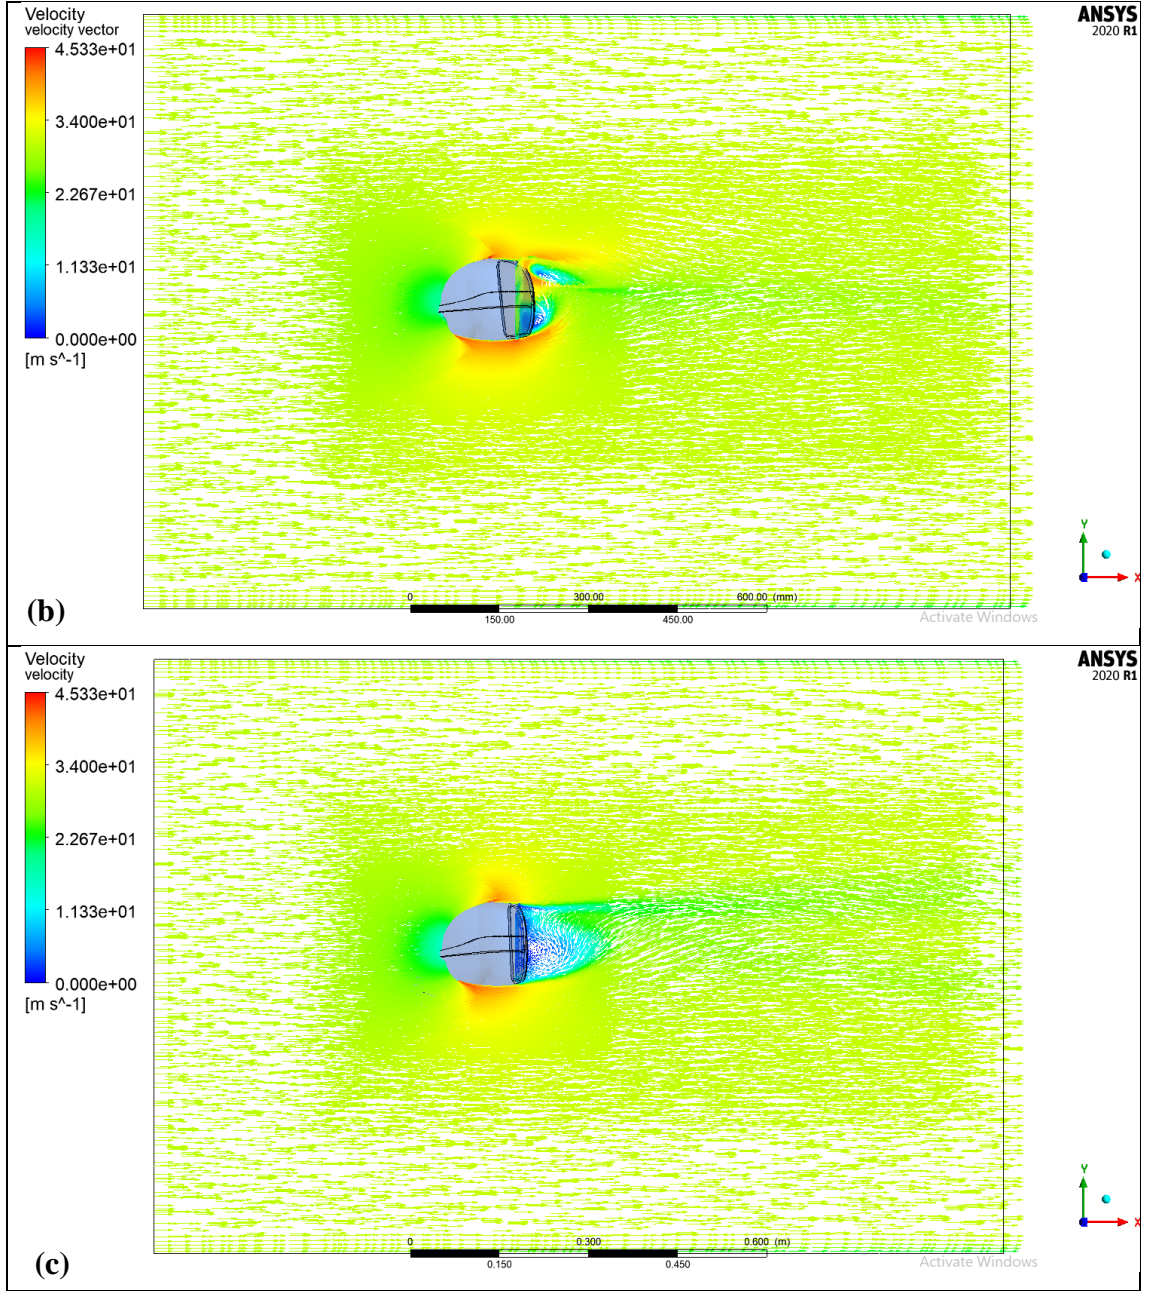 Velocity
velocity vector
4.533e+01
3.400e+01
2.267e+01
1.133e+01
0.000e+00
[m s^-1]
ANSYS
2020 R1
Y
X
0 300.00 600.00 (mm)
150.00 450.00
Activate Windows
(b)
Velocity
velocity
4.533e+01
3.400e+01
2.267e+01
1.133e+01
0.000e+00
[m s^-1]
ANSYS
2020 R1
Y
X
0 0.300 0.600 (m)
0.150 0.450
Activate Windows
(c)